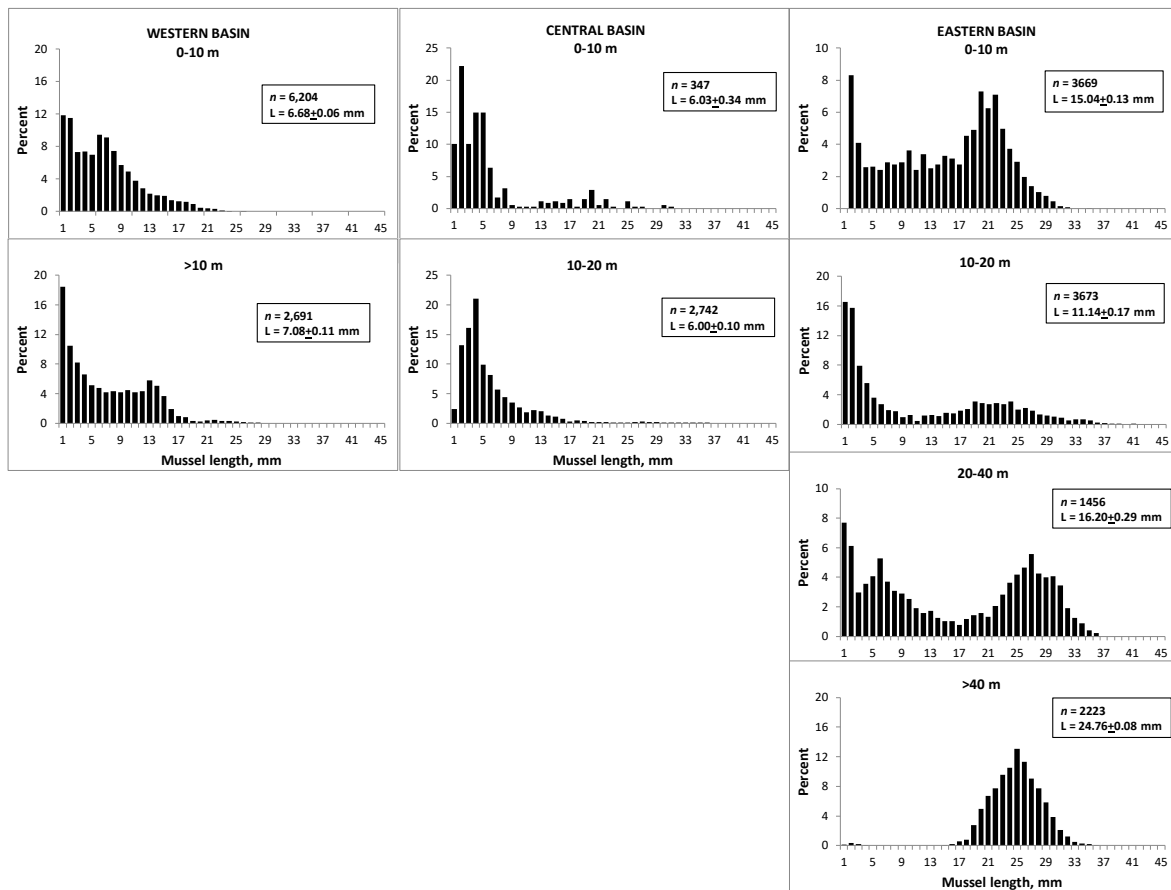 WESTERN BASIN
0-10 m
Percent
20
16
12
8
4
0
n = 6,204
L = 6.68±0.06 mm
1 5 9 13 17 21 25 29 33 37 41 45
>10 m
Percent
20
16
12
8
4
0
n = 2,691
L = 7.08±0.11 mm
1 5 9 13 17 21 25 29 33 37 41 45
Mussel length, mm
CENTRAL BASIN
0-10 m
Percent
25
20
15
10
5
0
n = 347
L = 6.03±0.34 mm
1 5 9 13 17 21 25 29 33 37 41 45
10-20 m
Percent
25
20
15
10
5
0
n = 2,742
L = 6.00±0.10 mm
1 5 9 13 17 21 25 29 33 37 41 45
Mussel length, mm
EASTERN BASIN
0-10 m
Percent
10
8
6
4
2
0
n = 3669
L = 15.04±0.13 mm
1 5 9 13 17 21 25 29 33 37 41 45
10-20 m
Percent
20
16
12
8
4
0
n = 3673
L = 11.14±0.17 mm
1 5 9 13 17 21 25 29 33 37 41 45
20-40 m
Percent
10
8
6
4
2
0
n = 1456
L = 16.20±0.29 mm
1 5 9 13 17 21 25 29 33 37 41 45
>40 m
Percent
20
16
12
8
4
0
n = 2223
L = 24.76±0.08 mm
1 5 9 13 17 21 25 29 33 37 41 45
Mussel length, mm